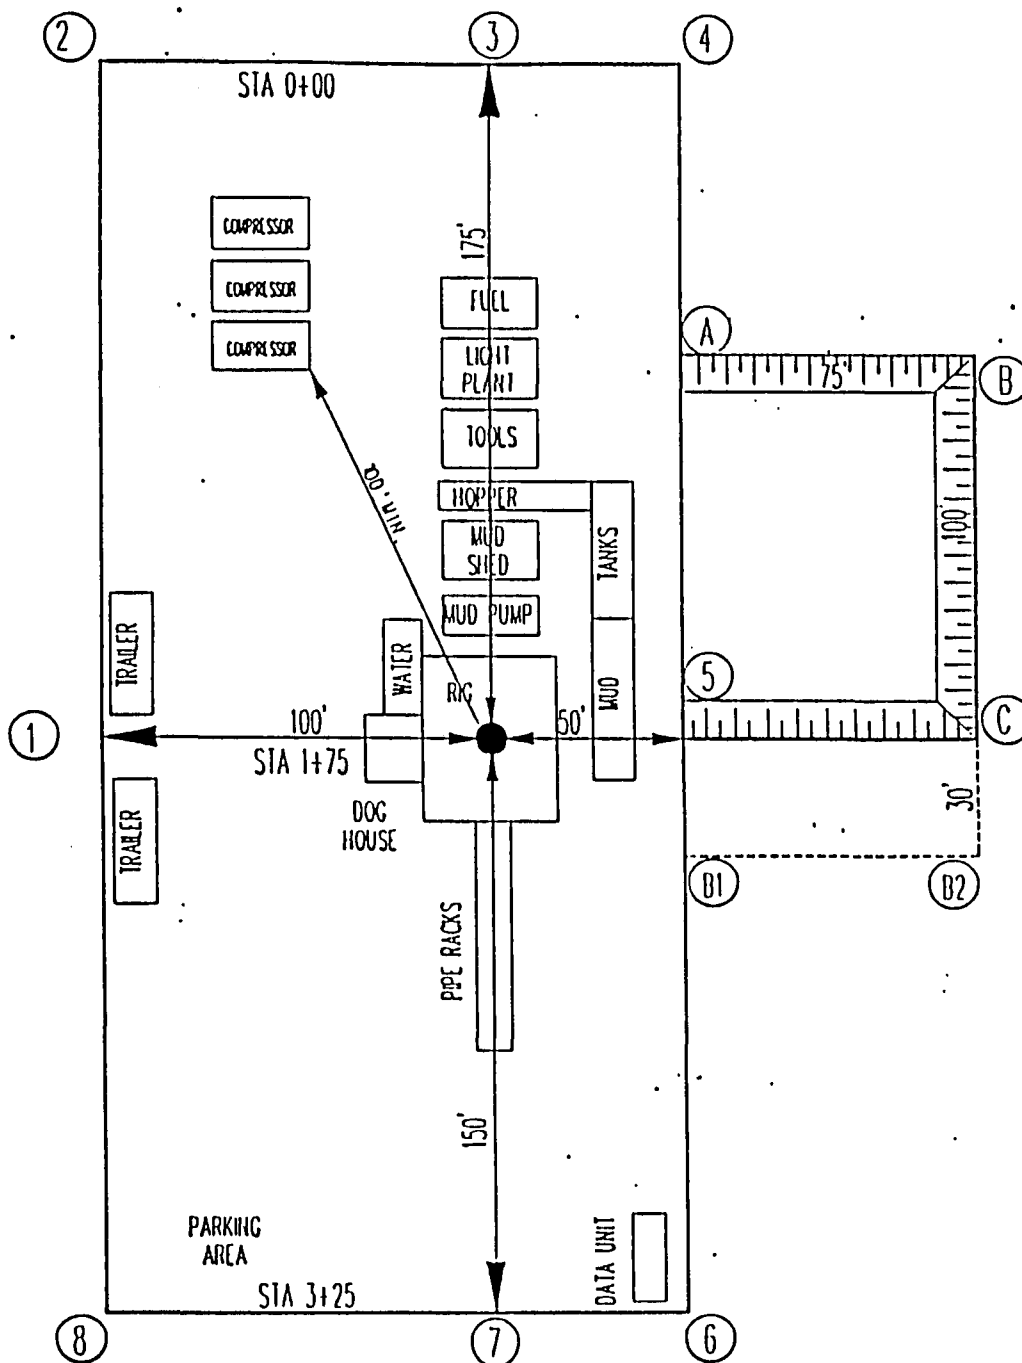 2
3
4
STA 0+00
COMPRESSOR
175'
COMPRESSOR
FUEL
A
COMPRESSOR
LIGHT
PLANT
75'
B
TOOLS
HOPPER
100'
MUD
SHED
TANKS
MIN.
MUD PUMP
TRAILER
WATER
RIG
MUD
5
1
100'
50'
C
STA 1+75
30'
DOG
HOUSE
TRAILER
B1
B2
PIPE RACKS
150'
PARKING
AREA
DATA UNIT
STA 3+25
8
7
6